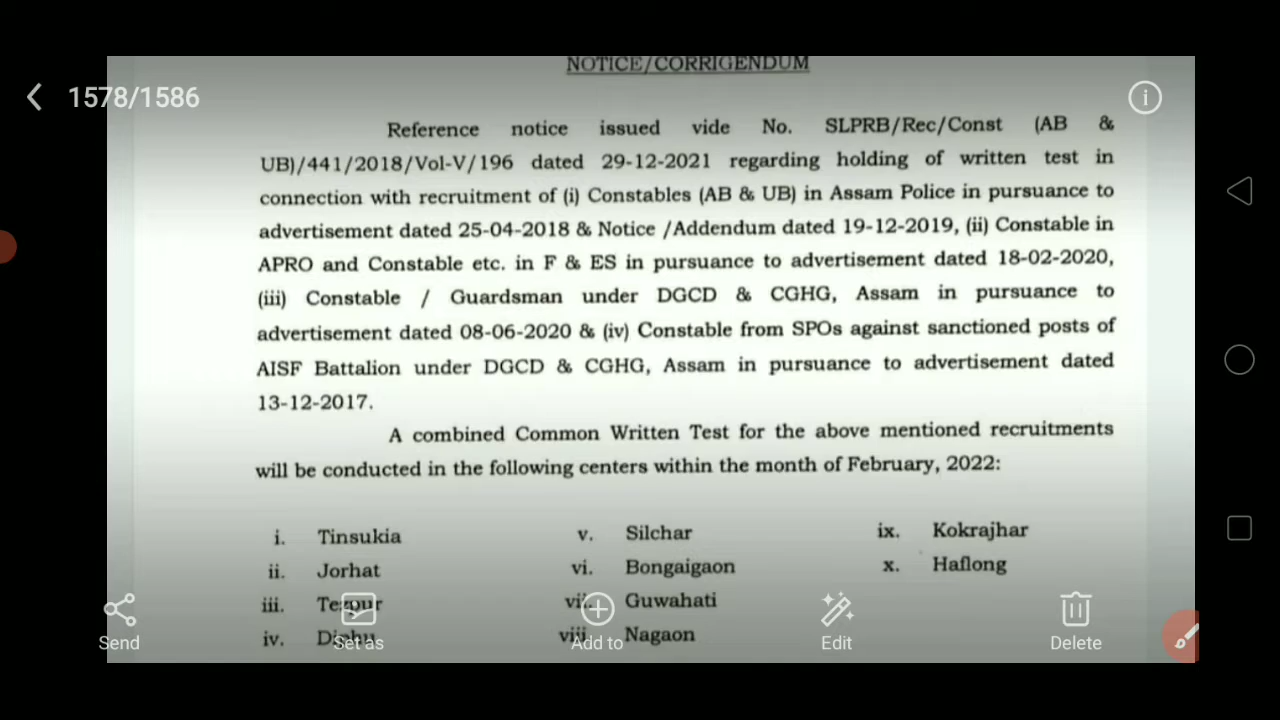 NOTICE/CORRIGENDUM
1578/1586
Reference notice issued vide No. SLPRB/Rec/Const (AB &
UB)/441/2018/Vol-V/196 dated 29-12-2021 regarding holding of written test in
connection with recruitment of (i) Constables (AB & UB) in Assam Police in pursuance to
advertisement dated 25-04-2018 & Notice /Addendum dated 19-12-2019, (ii) Constable in
APRO and Constable etc. in F & ES in pursuance to advertisement dated 18-02-2020,
(iii) Constable / Guardsman under DGCD & CGHG, Assam in pursuance to
advertisement dated 08-06-2020 & (iv) Constable from SPOs against sanctioned posts of
AISF Battalion under DGCD & CGHG, Assam in pursuance to advertisement dated
13-12-2017.
A combined Common Written Test for the above mentioned recruitments
will be conducted in the following centers within the month of February, 2022:
i. Tinsukia v. Silchar ix. Kokrajhar
ii. Jorhat vi. Bongaigaon x. Haflong
iii. Tezpur vii. Guwahati
iv. Diphu viii. Nagaon
Send Set as Add to Edit Delete